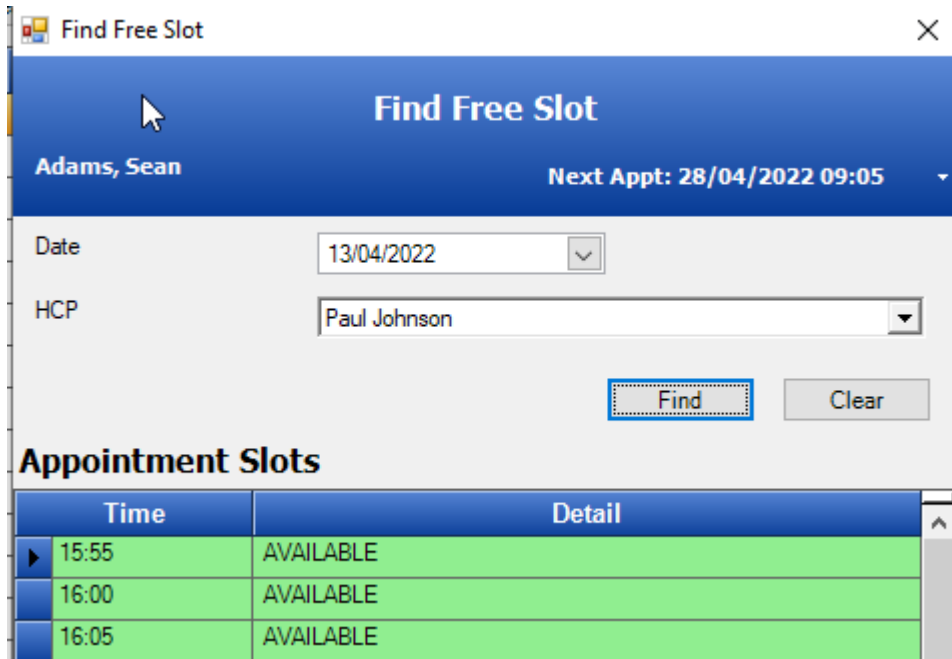 Find Free Slot
Find Free Slot
Adams, Sean
Next Appt: 28/04/2022 09:05
Date
13/04/2022
HCP
Paul Johnson
Find Clear
Appointment Slots
Time Detail
15:55 AVAILABLE
16:00 AVAILABLE
16:05 AVAILABLE